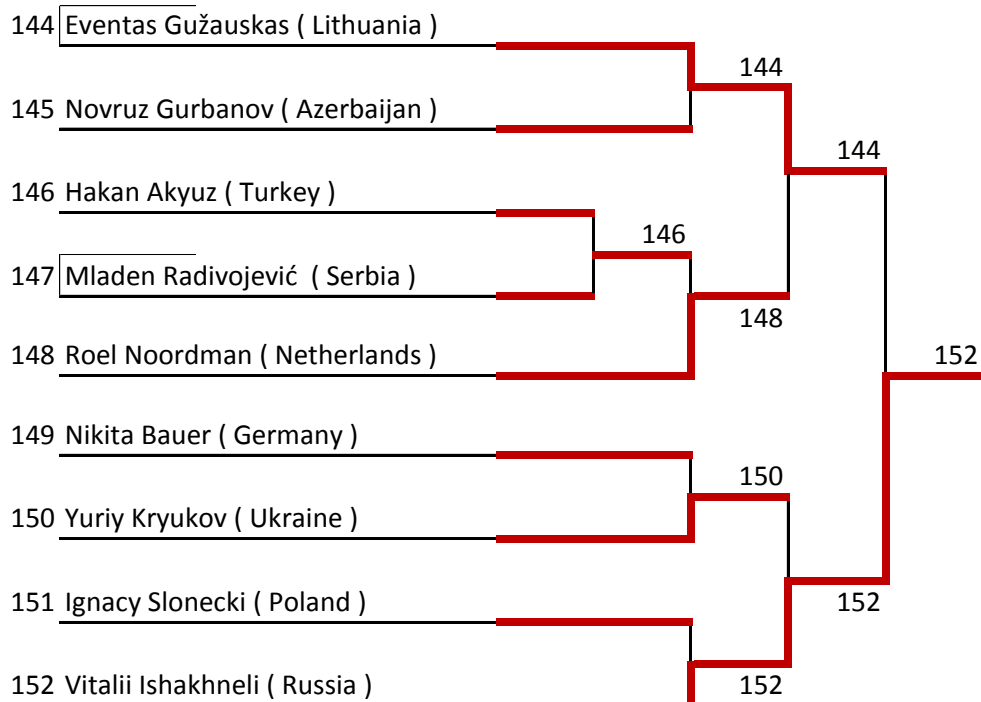 144 Eventas Gužauskas ( Lithuania )
144
145 Novruz Gurbanov ( Azerbaijan )
144
146 Hakan Akyuz ( Turkey )
146
147 Mladen Radivojević  ( Serbia )
148
148 Roel Noordman ( Netherlands )
152
149 Nikita Bauer ( Germany )
150
150 Yuriy Kryukov ( Ukraine )
151 Ignacy Slonecki ( Poland )
152
152 Vitalii Ishakhneli ( Russia )
152